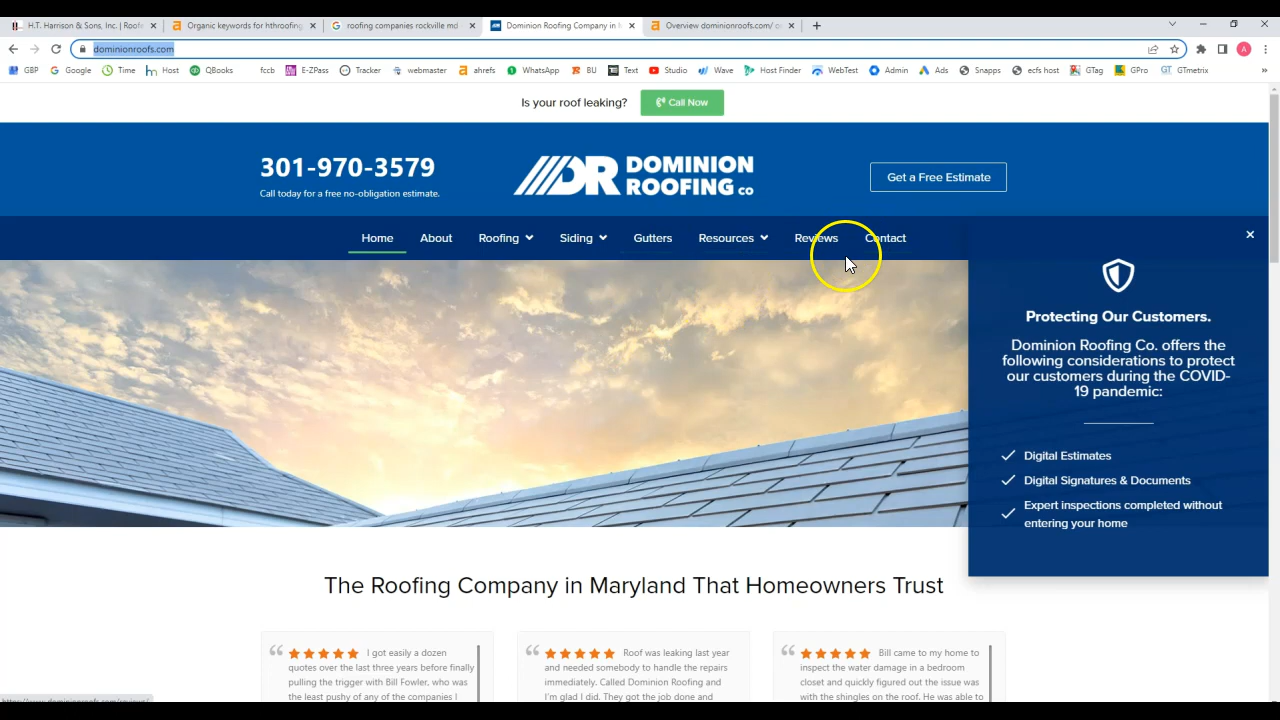 H.T. Harrison & Sons, Inc. | Roofe
Organic keywords for hthroofing.
roofing companies rockville md
Dominion Roofing Company in M
Overview dominionroofs.com/ on
dominionroofs.com
GBP
Google
Time
Host
QBooks
fccb
E-ZPass
Tracker
webmaster
ahrefs
WhatsApp
BU
Text
Studio
Wave
Host Finder
WebTest
Admin
Ads
Snapps
ecfs host
GTag
GPro
GTmetrix
Is your roof leaking?
Call Now
301-970-3579
Call today for a free no-obligation estimate.
DR DOMINION
ROOFING co
Get a Free Estimate
Home
About
Roofing
Siding
Gutters
Resources
Reviews
Contact
Protecting Our Customers.
Dominion Roofing Co. offers the
following considerations to protect
our customers during the COVID-
19 pandemic:
Digital Estimates
Digital Signatures & Documents
Expert inspections completed without
entering your home
The Roofing Company in Maryland That Homeowners Trust
I got easily a dozen
quotes over the last three years before finally
pulling the trigger with Bill Fowler, who was
the least pushy of any of the companies I
Roof was leaking last year
and needed somebody to handle the repairs
immediately. Called Dominion Roofing and
I'm glad I did. They got the job done and
Bill came to my home to
inspect the water damage in a bedroom
closet and quickly figured out the issue was
with the shingles on the roof. He was able to